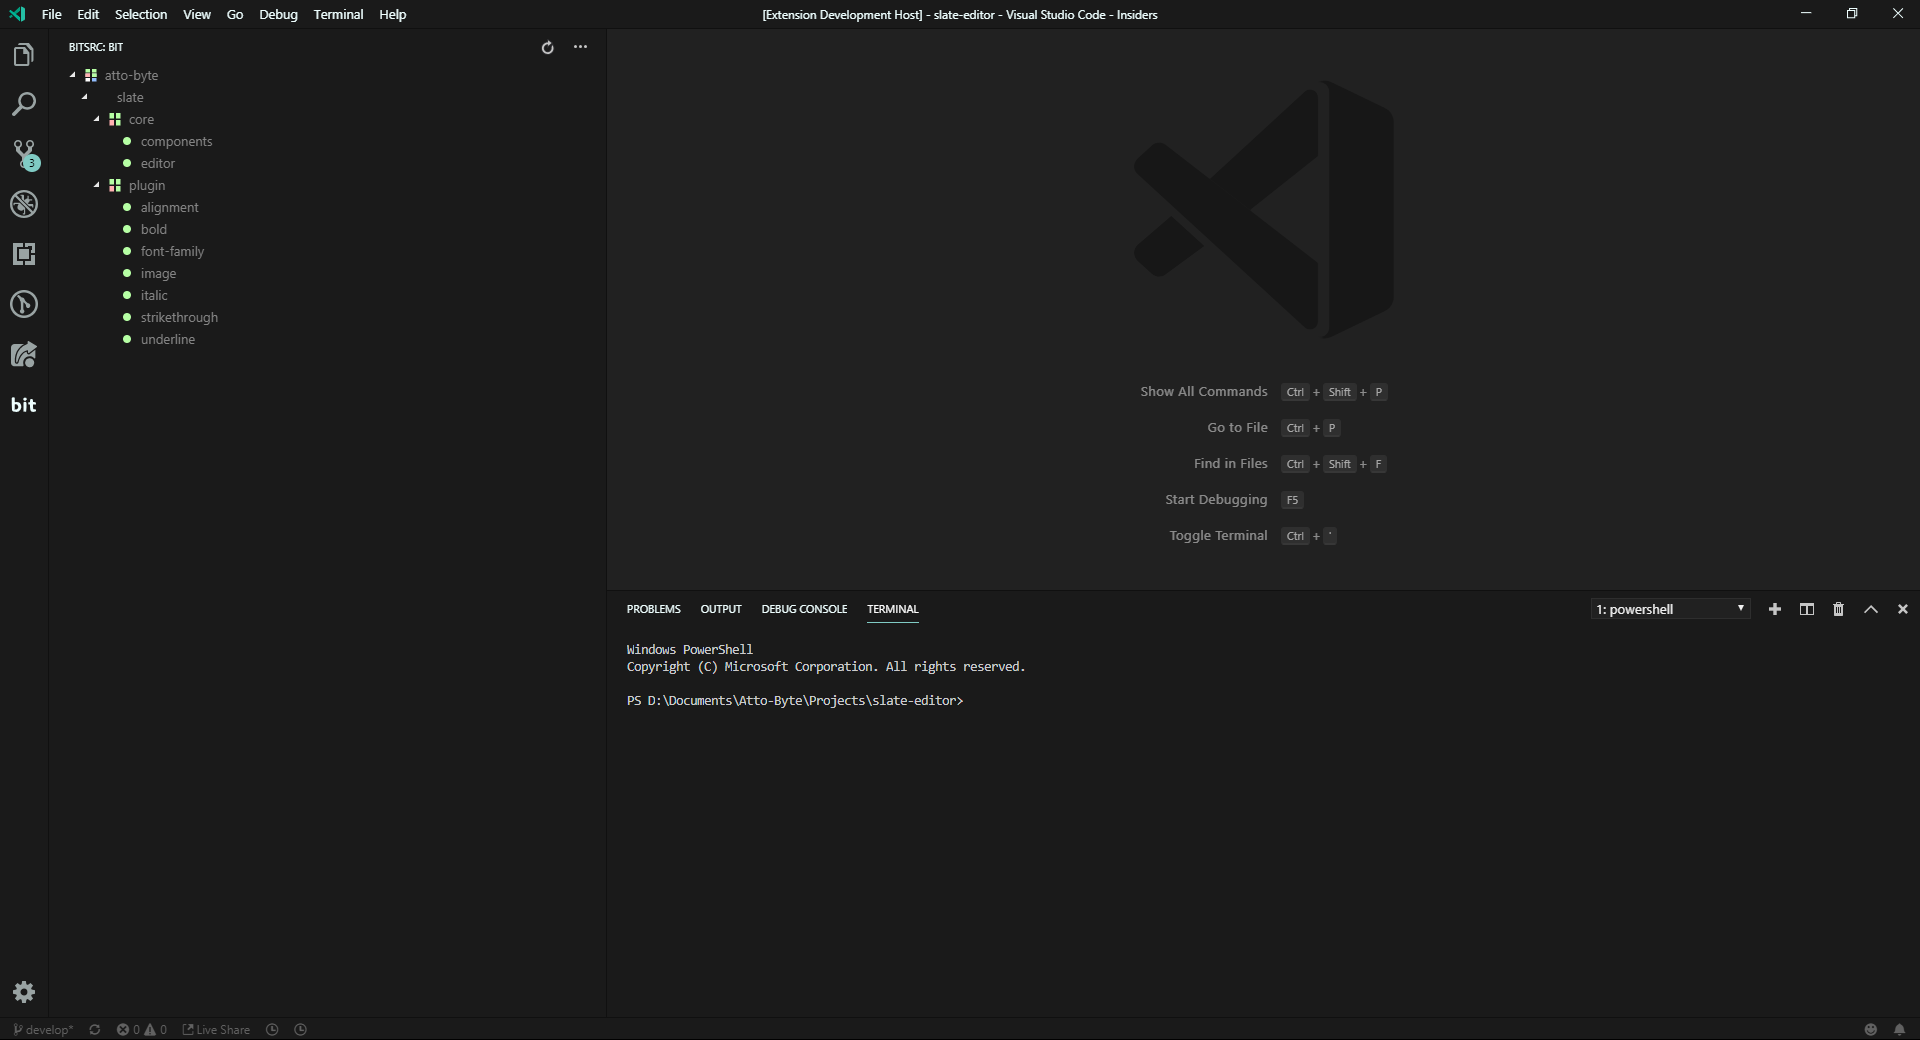 File Edit Selection View Go Debug Terminal Help
[Extension Development Host] - slate-editor - Visual Studio Code - Insiders
BITSRC: BIT
atto-byte
slate
core
components
editor
plugin
alignment
bold
font-family
image
italic
strikethrough
underline
3
bit
Show All Commands Ctrl + Shift + P
Go to File Ctrl + P
Find in Files Ctrl + Shift + F
Start Debugging F5
Toggle Terminal Ctrl + '
PROBLEMS OUTPUT DEBUG CONSOLE TERMINAL
1: powershell
Windows PowerShell
Copyright (C) Microsoft Corporation. All rights reserved.
PS D:\Documents\Atto-Byte\Projects\slate-editor>
develop* 0 0 Live Share